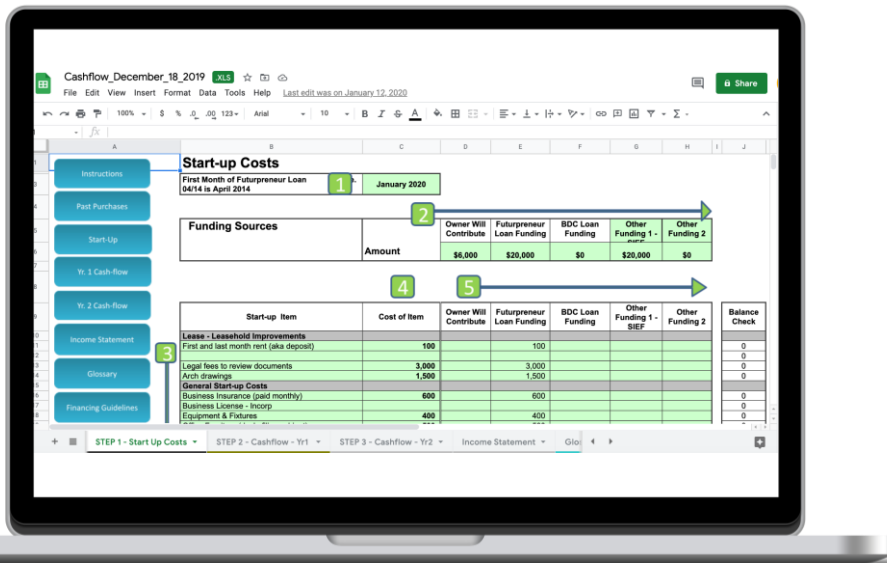 Cashflow_December_18_2019 .XLS
File Edit View Insert Format Data Tools Help Last edit was on January 12, 2020
Share
100% $ % .0 .00 123 Arial 10 B I S A
fx
A B C D E F G H I J
Instructions
Past Purchases
Start-Up
Yr. 1 Cash-flow
Yr. 2 Cash-flow
Income Statement
Glossary
Financing Guidelines
Start-up Costs
First Month of Futurpreneur Loan
04/14 is April 2014
1
January 2020
2
Funding Sources
Amount
Owner Will Contribute
Futurpreneur Loan Funding
BDC Loan Funding
Other Funding 1 - SIEF
Other Funding 2
$6,000 $20,000 $0 $20,000 $0
4
5
Start-up Item
Cost of Item
Owner Will Contribute
Futurpreneur Loan Funding
BDC Loan Funding
Other Funding 1 - SIEF
Other Funding 2
Balance Check
3
Lease - Leasehold Improvements
First and last month rent (aka deposit) 100 100 0
0
Legal fees to review documents 3,000 3,000 0
Arch drawings 1,500 1,500 0
General Start-up Costs
Business Insurance (paid monthly) 600 600 0
Business License - Incorp 0
Equipment & Fixtures 400 400 0
STEP 1 - Start Up Costs STEP 2 - Cashflow - Yr1 STEP 3 - Cashflow - Yr2 Income Statement Glo